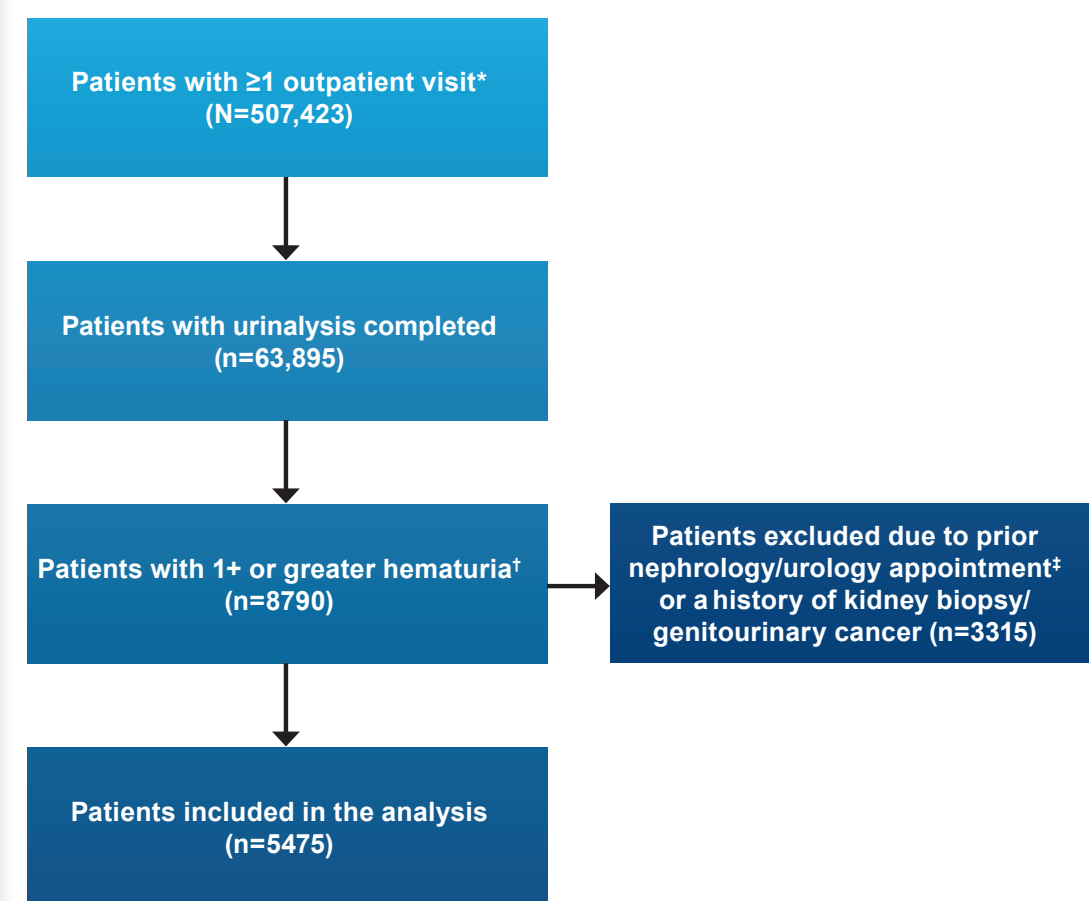 Patients with ≥1 outpatient visit*
(N=507,423)
Patients with urinalysis completed
(n=63,895)
Patients with 1+ or greater hematuria†
(n=8790)
Patients excluded due to prior
nephrology/urology appointment‡
or a history of kidney biopsy/
genitourinary cancer (n=3315)
Patients included in the analysis
(n=5475)